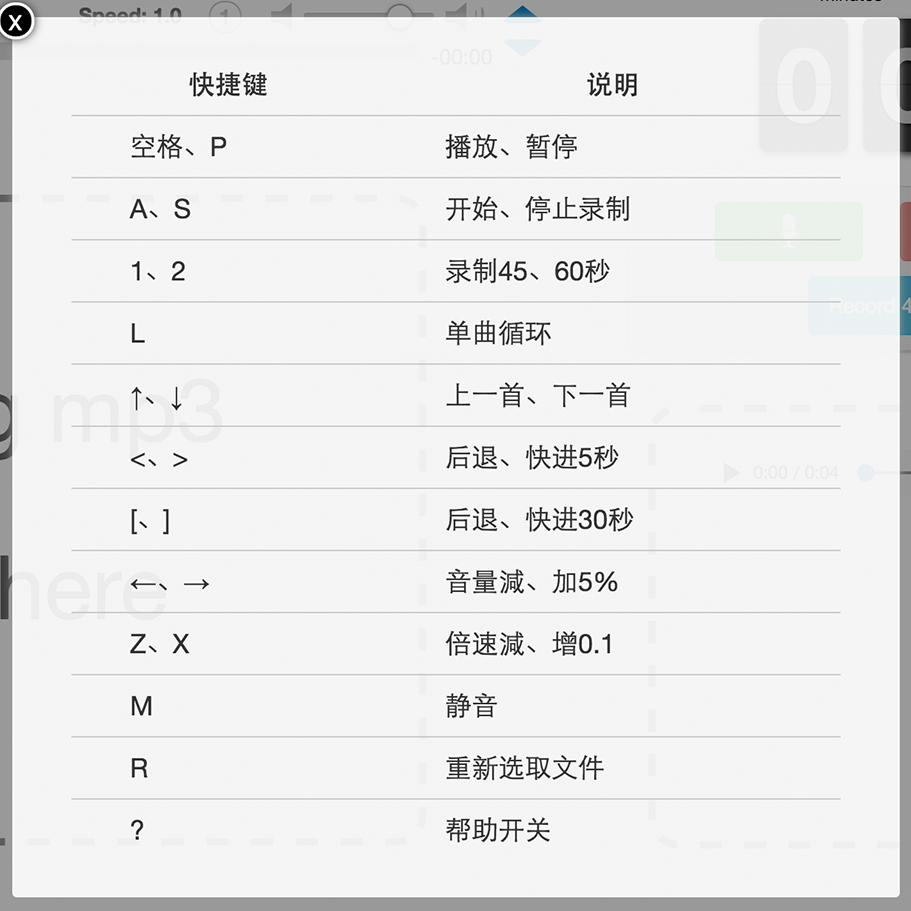 minutes
Speed: 1.0 1
-00:00
X
快捷键 说明
空格、P 播放、暂停
A、S 开始、停止录制
1、2 录制45、60秒
L 单曲循环
↑、↓ 上一首、下一首
<、> 后退、快进5秒
[、] 后退、快进30秒
←、→ 音量減、加5%
Z、X 倍速減、增0.1
M 静音
R 重新选取文件
? 帮助开关
0
Record 4
g mp3
0:00 / 0:04
here